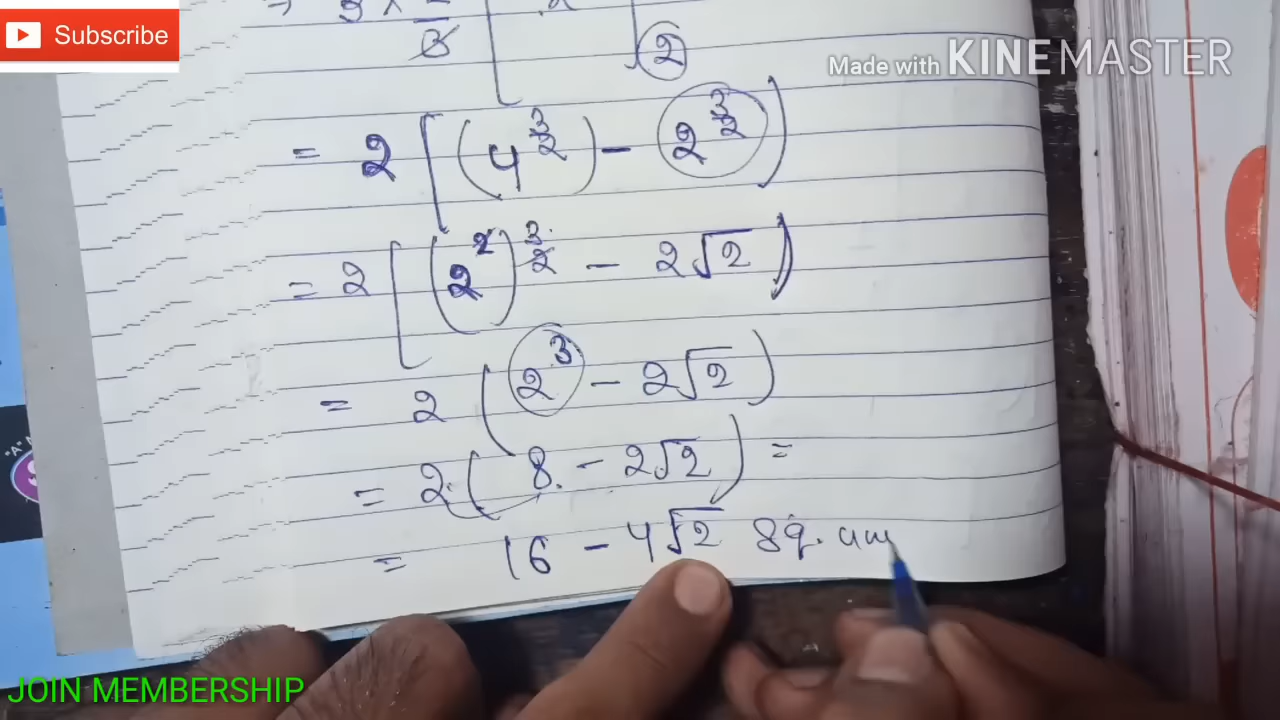 Subscribe
Made with KINEMASTER
2
= 2 [(4^{3/2}) - 2^{3/2})
= 2 [(2^2)^{3/2} - 2√2)
= 2 (2^3 - 2√2)
= 2 (8 - 2√2) =
= 16 - 4√2 sq. un
JOIN MEMBERSHIP